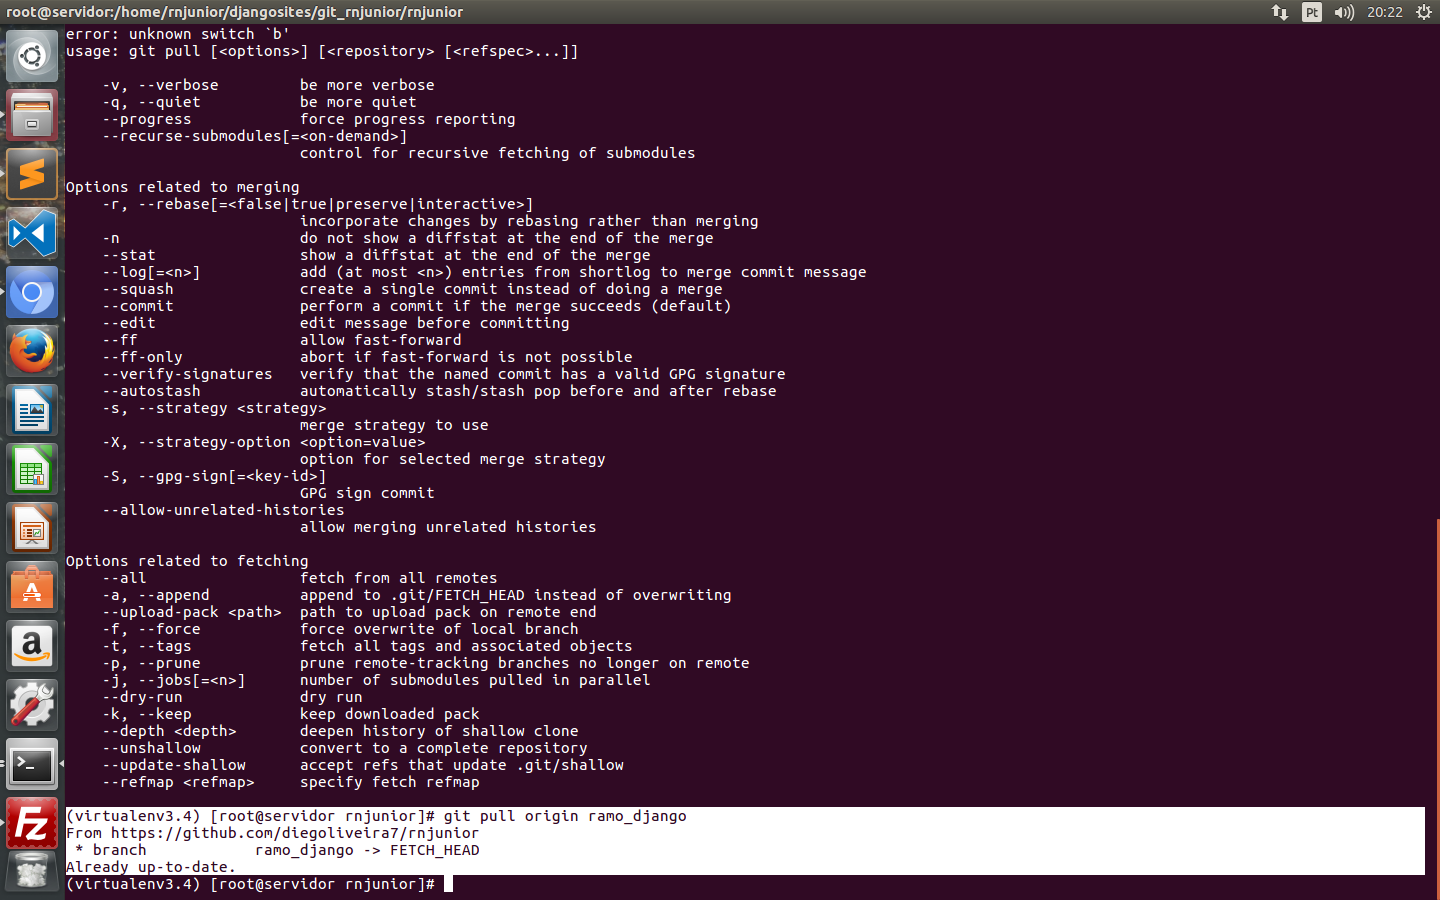 root@servidor:/home/rnjunior/djangosites/git_rnjunior/rnjunior
Pt
20:22
error: unknown switch `b'
usage: git pull [<options>] [<repository> [<refspec>...]]
-v, --verbose         be more verbose
-q, --quiet           be more quiet
--progress            force progress reporting
--recurse-submodules[=<on-demand>]
control for recursive fetching of submodules
Options related to merging
-r, --rebase[=<false|true|preserve|interactive>]
incorporate changes by rebasing rather than merging
-n                    do not show a diffstat at the end of the merge
--stat                show a diffstat at the end of the merge
--log[=<n>]           add (at most <n>) entries from shortlog to merge commit message
--squash              create a single commit instead of doing a merge
--commit              perform a commit if the merge succeeds (default)
--edit                edit message before committing
--ff                  allow fast-forward
--ff-only             abort if fast-forward is not possible
--verify-signatures   verify that the named commit has a valid GPG signature
--autostash           automatically stash/stash pop before and after rebase
-s, --strategy <strategy>
merge strategy to use
-X, --strategy-option <option=value>
option for selected merge strategy
-S, --gpg-sign[=<key-id>]
GPG sign commit
--allow-unrelated-histories
allow merging unrelated histories
Options related to fetching
--all                 fetch from all remotes
-a, --append          append to .git/FETCH_HEAD instead of overwriting
--upload-pack <path>  path to upload pack on remote end
-f, --force           force overwrite of local branch
-t, --tags            fetch all tags and associated objects
-p, --prune           prune remote-tracking branches no longer on remote
-j, --jobs[=<n>]      number of submodules pulled in parallel
--dry-run             dry run
-k, --keep            keep downloaded pack
--depth <depth>       deepen history of shallow clone
--unshallow           convert to a complete repository
--update-shallow      accept refs that update .git/shallow
--refmap <refmap>     specify fetch refmap
(virtualenv3.4) [root@servidor rnjunior]# git pull origin ramo_django
From https://github.com/diegoliveira7/rnjunior
* branch            ramo_django -> FETCH_HEAD
Already up-to-date.
(virtualenv3.4) [root@servidor rnjunior]#